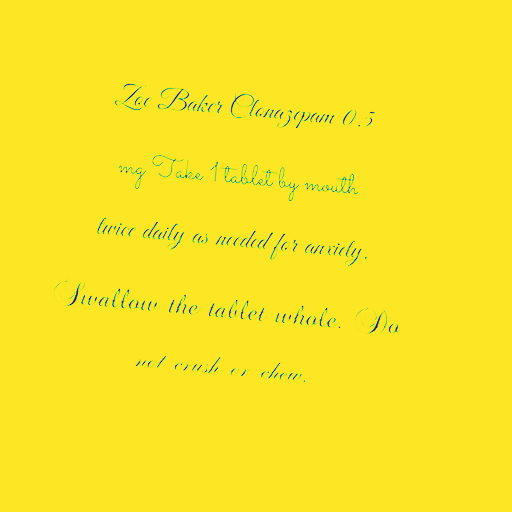 Zoe Baker Clonazepam 0.5
mg Take 1 tablet by mouth
twice daily as needed for anxiety.
Swallow the tablet whole. Do
not crush or chew.